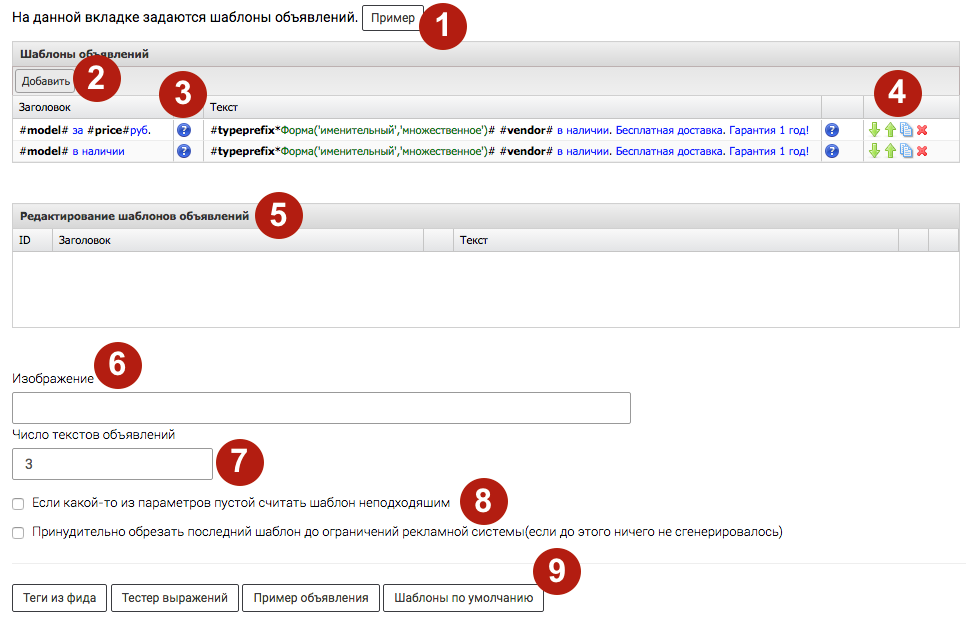 На данной вкладке задаются шаблоны объявлений. Пример 1
Шаблоны объявлений
Добавить 2
Заголовок 3 Текст 4
#model# за #price#руб. ? #typeprefix*Форма('именительный','множественное')# #vendor# в наличии. Бесплатная доставка. Гарантия 1 год! ?
#model# в наличии ? #typeprefix*Форма('именительный','множественное')# #vendor# в наличии. Бесплатная доставка. Гарантия 1 год! ?
Редактирование шаблонов объявлений 5
ID Заголовок Текст
Изображение 6
Число текстов объявлений
3 7
Если какой-то из параметров пустой считать шаблон неподходяшим 8
Принудительно обрезать последний шаблон до ограничений рекламной системы(если до этого ничего не сгенерировалось)
9
Теги из фида Тестер выражений Пример объявления Шаблоны по умолчанию